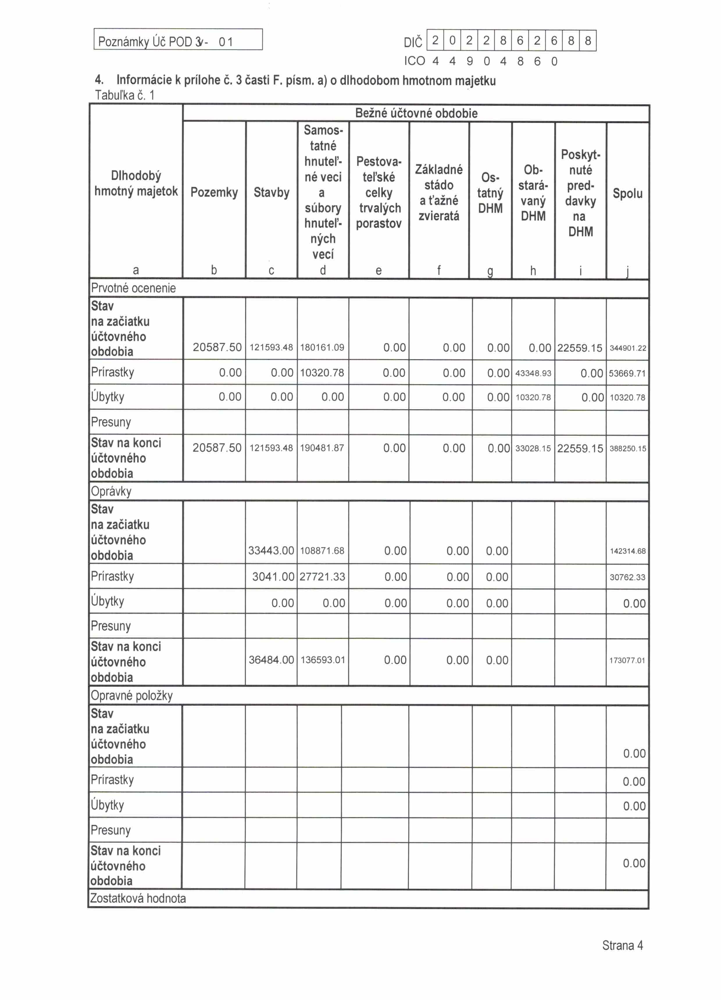 Poznámky Úč POD 3v- 01
DIČ 2 0 2 2 8 6 2 6 8 8
ICO 4 4 9 0 4 8 6 0
4. Informácie k prílohe č. 3 časti F. písm. a) o dlhodobom hmotnom majetku
Tabuľka č. 1
Bežné účtovné obdobie
Dlhodobý
hmotný majetok
a
Pozemky
b
Stavby
c
Samos-
tatné
hnuteľ-
né veci
a
súbory
hnuteľ-
ných
vecí
d
Pestova-
teľské
celky
trvalých
porastov
e
Základné
stádo
a ťažné
zvieratá
f
Os-
tatný
DHM
g
Ob-
stará-
vaný
DHM
h
Poskyt-
nuté
pred-
davky
na
DHM
i
Spolu
j
Prvotné ocenenie
Stav
na začiatku
účtovného
obdobia 20587.50 121593.48 180161.09 0.00 0.00 0.00 0.00 22559.15 344901.22
Prírastky 0.00 0.00 10320.78 0.00 0.00 0.00 43348.93 0.00 53669.71
Úbytky 0.00 0.00 0.00 0.00 0.00 0.00 10320.78 0.00 10320.78
Presuny
Stav na konci 20587.50 121593.48 190481.87 0.00 0.00 0.00 33028.15 22559.15 388250.15
účtovného
obdobia
Oprávky
Stav
na začiatku
účtovného
obdobia 33443.00 108871.68 0.00 0.00 0.00 142314.68
Prírastky 3041.00 27721.33 0.00 0.00 0.00 30762.33
Úbytky 0.00 0.00 0.00 0.00 0.00 0.00
Presuny
Stav na konci
účtovného 36484.00 136593.01 0.00 0.00 0.00 173077.01
obdobia
Opravné položky
Stav
na začiatku
účtovného
obdobia 0.00
Prírastky 0.00
Úbytky 0.00
Presuny
Stav na konci
účtovného 0.00
obdobia
Zostatková hodnota
Strana 4